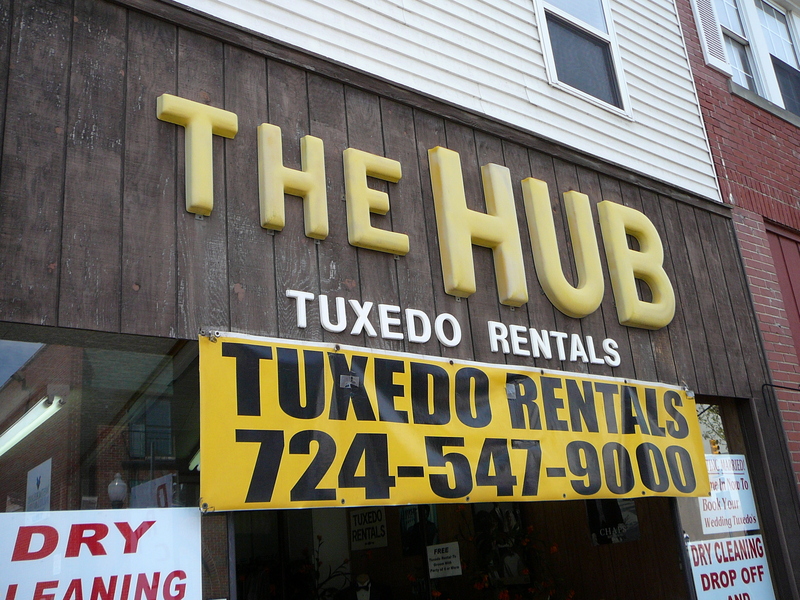 THE HUB
TUXEDO RENTALS
TUXEDO RENTALS
724-547-9000
DRY
LEANING
TUXEDO
RENTALS
FREE
Book Your
Wedding Tuxedo's
DRY CLEANING
DROP OFF
AND